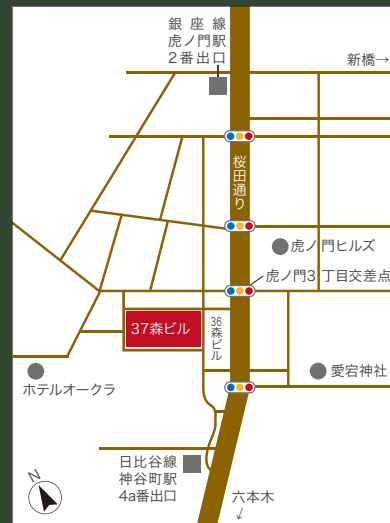 銀座線
虎ノ門駅
2番出口
新橋→
桜田通り
虎ノ門ヒルズ
虎ノ門3丁目交差点
37森ビル
36森ビル
愛宕神社
ホテルオークラ
日比谷線
神谷町駅
4a番出口
六本木
↓
N